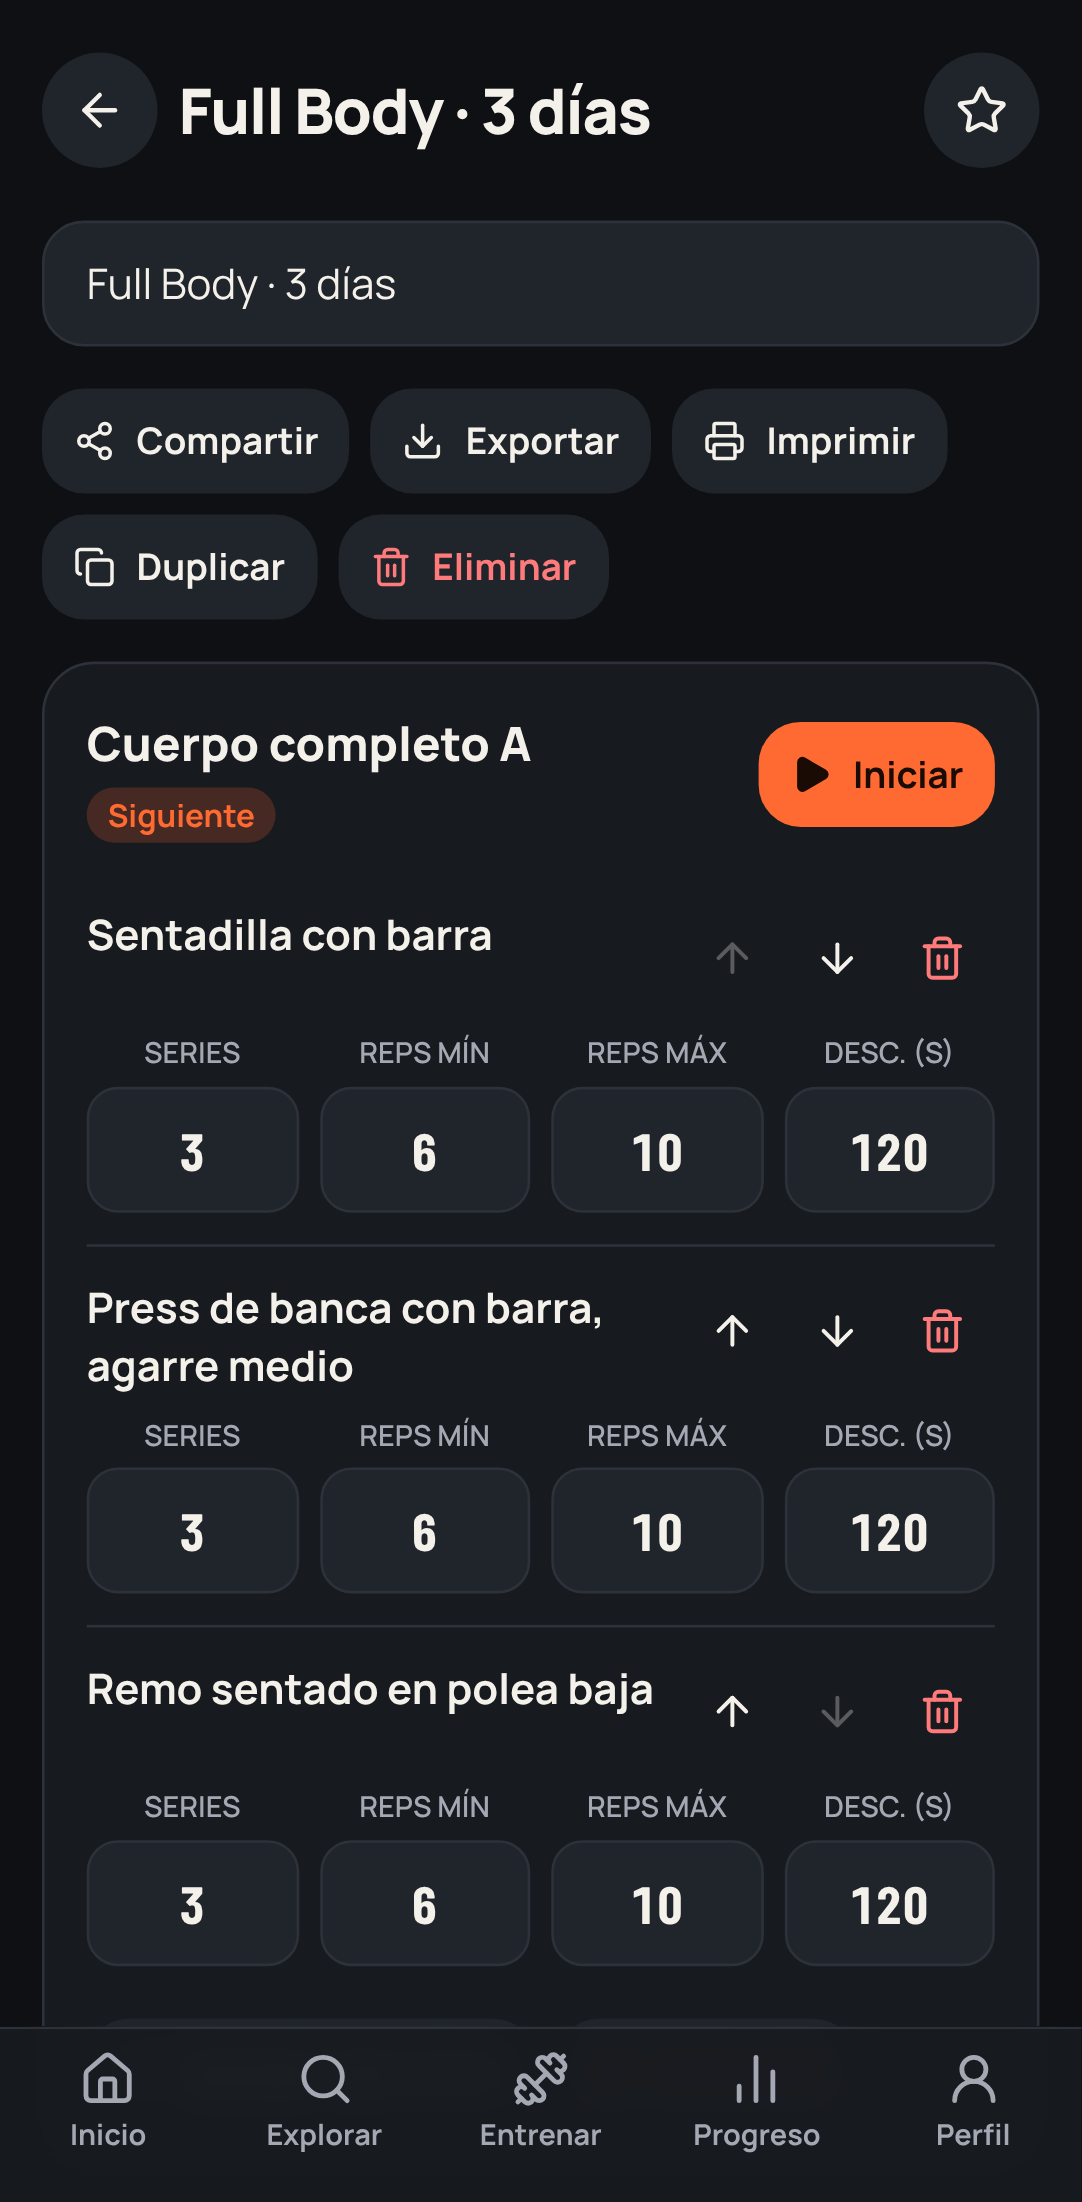 Full Body · 3 días
Full Body · 3 días
Compartir
Exportar
Imprimir
Duplicar
Eliminar
Cuerpo completo A
Iniciar
Siguiente
Sentadilla con barra
SERIES REPS MÍN REPS MÁX DESC. (S)
3 6 10 120
Press de banca con barra,
agarre medio
SERIES REPS MÍN REPS MÁX DESC. (S)
3 6 10 120
Remo sentado en polea baja
SERIES REPS MÍN REPS MÁX DESC. (S)
3 6 10 120
Inicio Explorar Entrenar Progreso Perfil